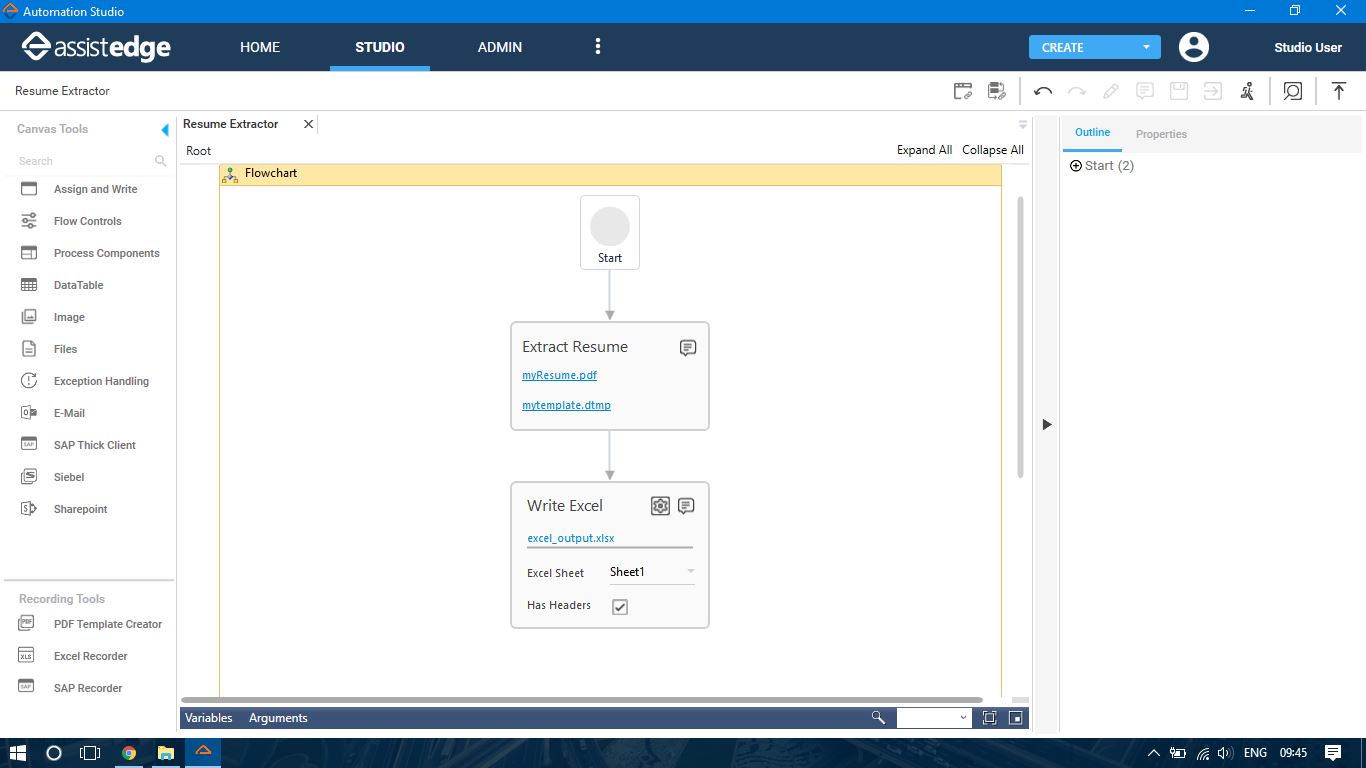 Automation Studio
assistedge
HOME
STUDIO
ADMIN
CREATE
Studio User
Resume Extractor
Canvas Tools
Search
Assign and Write
Flow Controls
Process Components
DataTable
Image
Files
Exception Handling
E-Mail
SAP Thick Client
Siebel
Sharepoint
Recording Tools
PDF Template Creator
Excel Recorder
SAP Recorder
Resume Extractor
Root
Expand All Collapse All
Flowchart
Start
Extract Resume
myResume.pdf
mytemplate.dtmp
Write Excel
excel_output.xlsx
Excel Sheet Sheet1
Has Headers
Variables Arguments
Outline Properties
Start (2)
ENG 09:45